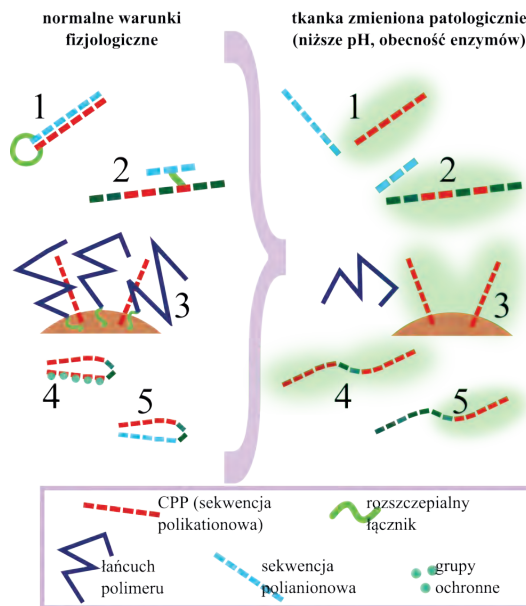 normalne warunki
fizjologiczne
tkanka zmieniona patologicznie
(niższe pH, obecność enzymów)
1
2
3
4
5
1
2
3
4
5
CPP (sekwencja
polikationowa)
rozszczepialny
łącznik
łańcuch
polimeru
sekwencja
polianionowa
grupy
ochronne